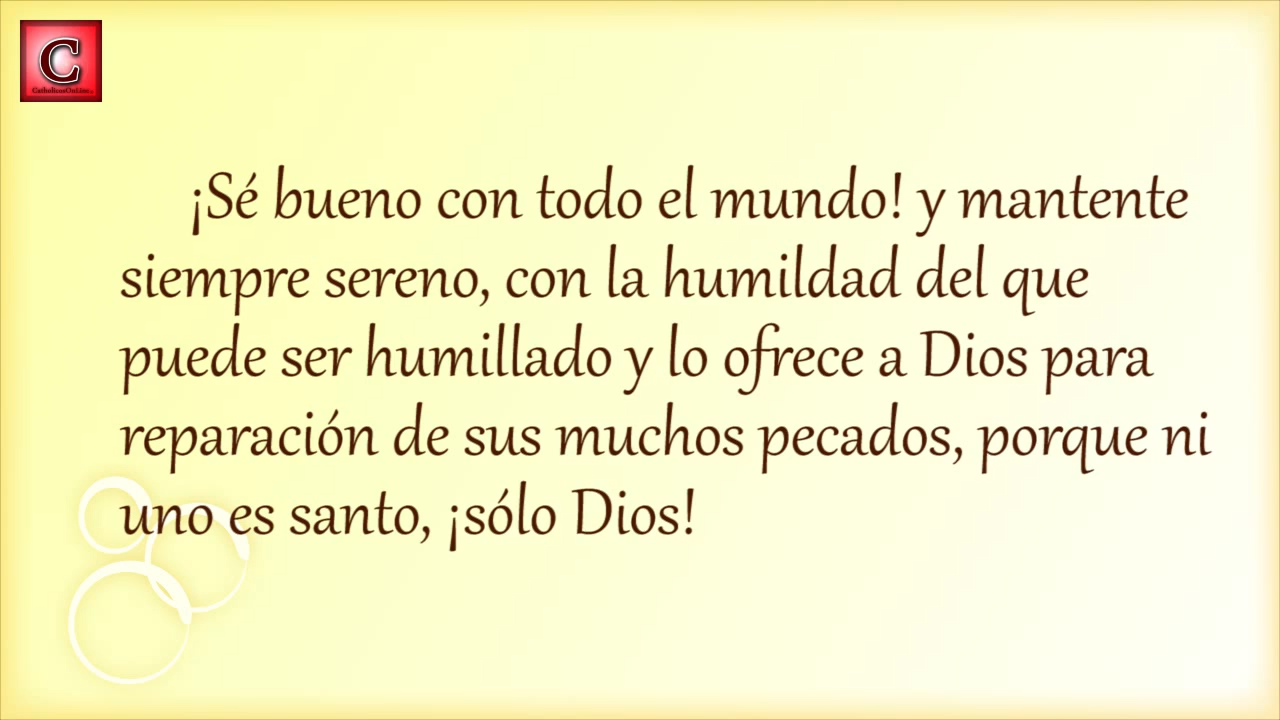 C
CatholicosOnLine
¡Sé bueno con todo el mundo! y mantente
siempre sereno, con la humildad del que
puede ser humillado y lo ofrece a Dios para
reparación de sus muchos pecados, porque ni
uno es santo, ¡sólo Dios!